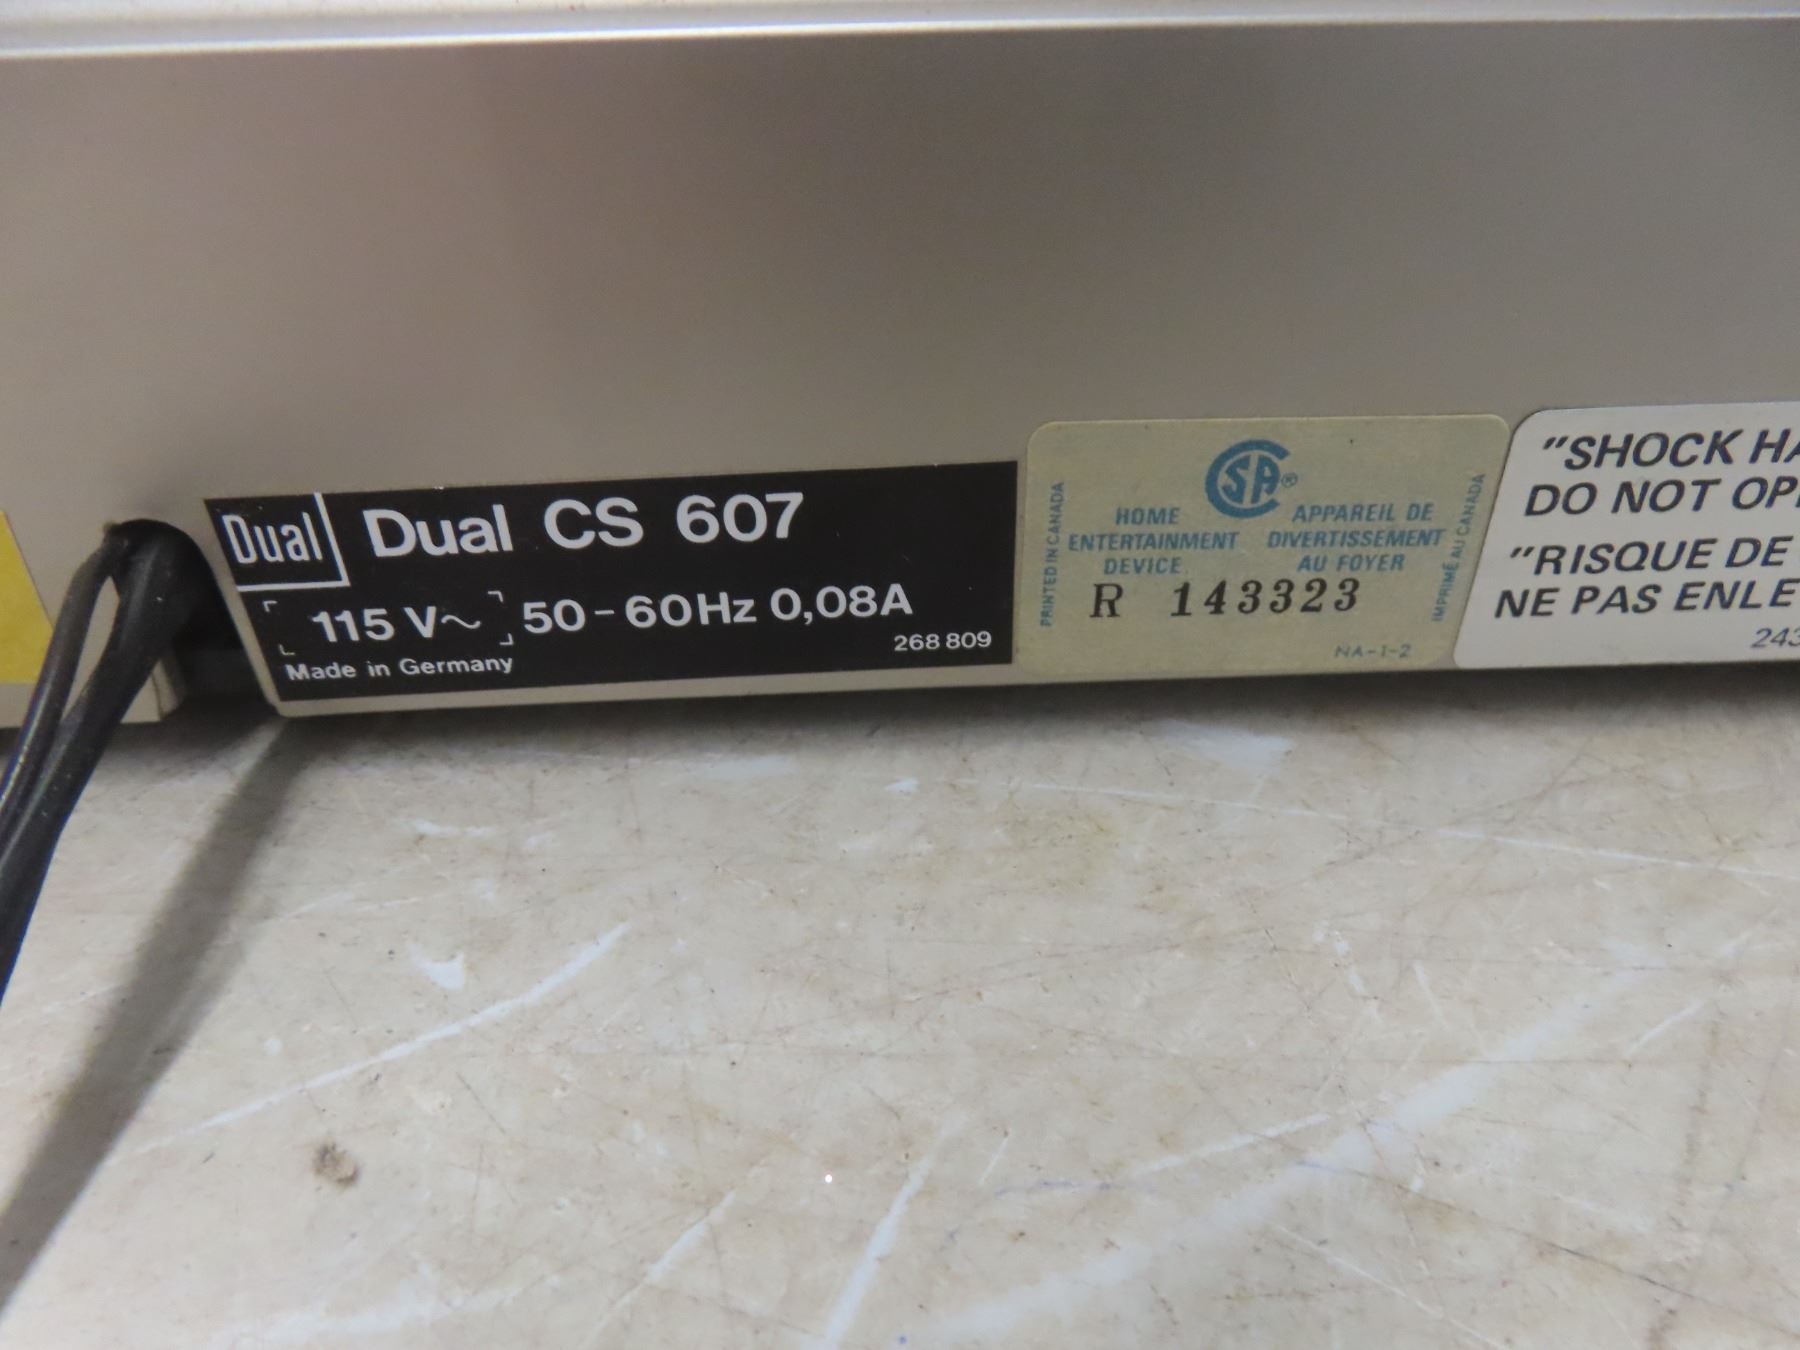 Dual
Dual CS 607
115 V~ 50-60Hz 0,08A
268 809
Made in Germany
CSA®
HOME
ENTERTAINMENT
DEVICE
APPAREIL DE
DIVERTISSEMENT
AU FOYER
PRINTED IN CANADA
IMPRIMÉ AU CANADA
R 143323
NA-1-2
"SHOCK HA
DO NOT OP
"RISQUE DE
NE PAS ENLE
243